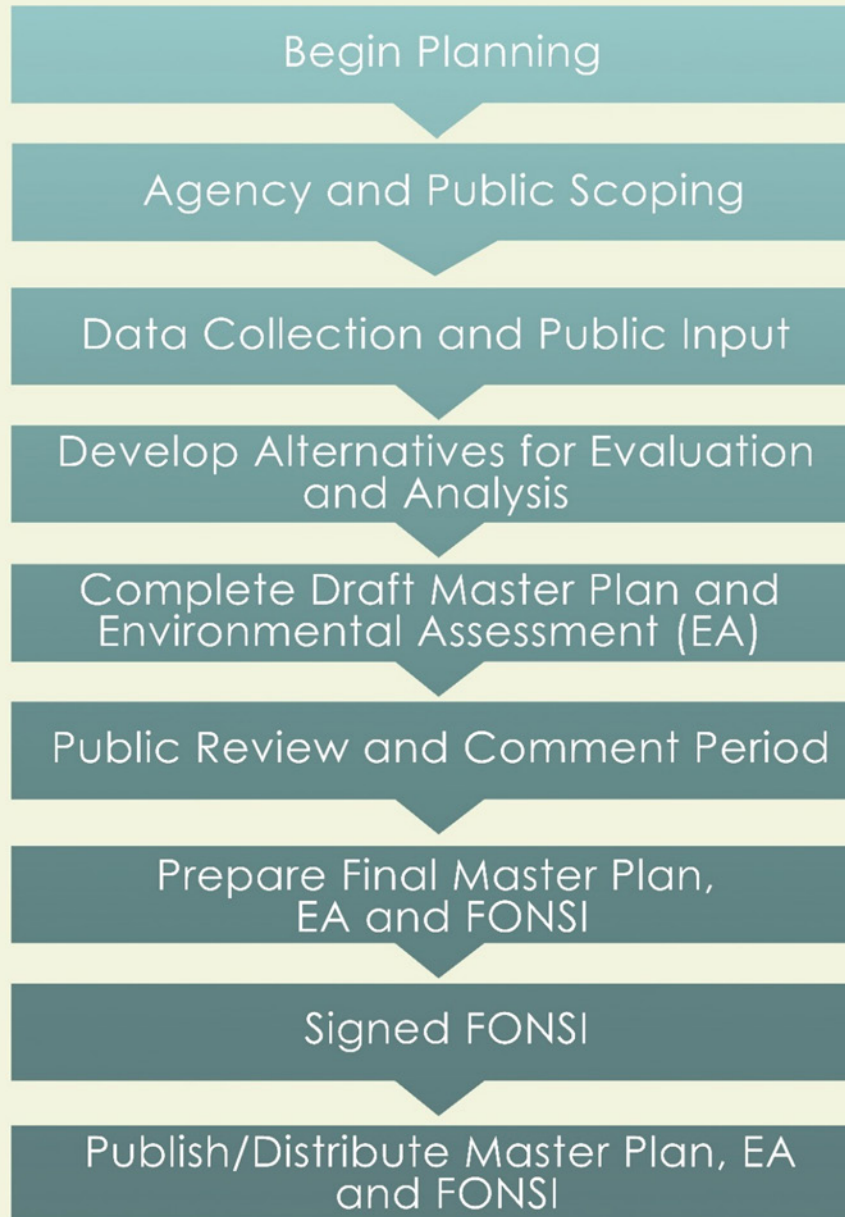 Begin Planning
Agency and Public Scoping
Data Collection and Public Input
Develop Alternatives for Evaluation
and Analysis
Complete Draft Master Plan and
Environmental Assessment (EA)
Public Review and Comment Period
Prepare Final Master Plan,
EA and FONSI
Signed FONSI
Publish/Distribute Master Plan, EA
and FONSI